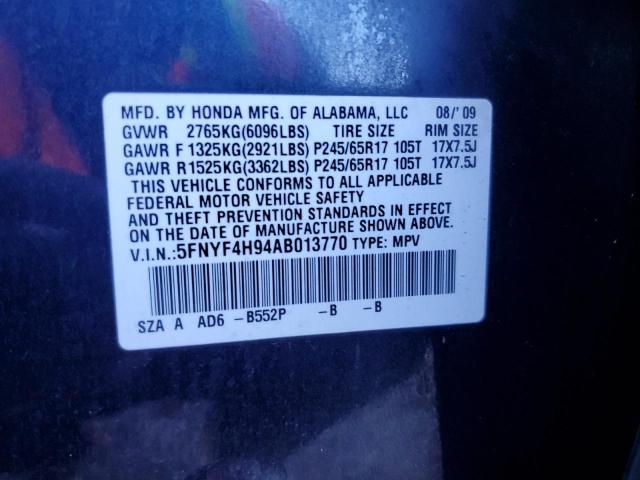 MFD. BY HONDA MFG. OF ALABAMA, LLC 08/'09
GVWR 2765KG(6096LBS) TIRE SIZE RIM SIZE
GAWR F 1325KG(2921LBS) P245/65R17 105T 17X7.5J
GAWR R1525KG(3362LBS) P245/65R17 105T 17X7.5J
THIS VEHICLE CONFORMS TO ALL APPLICABLE
FEDERAL MOTOR VEHICLE SAFETY
AND THEFT PREVENTION STANDARDS IN EFFECT
ON THE DATE OF MANUFACTURE SHOWN ABOVE.
V.I.N.:5FNYF4H94AB013770 TYPE: MPV
SZA A AD6 -B552P -B -B